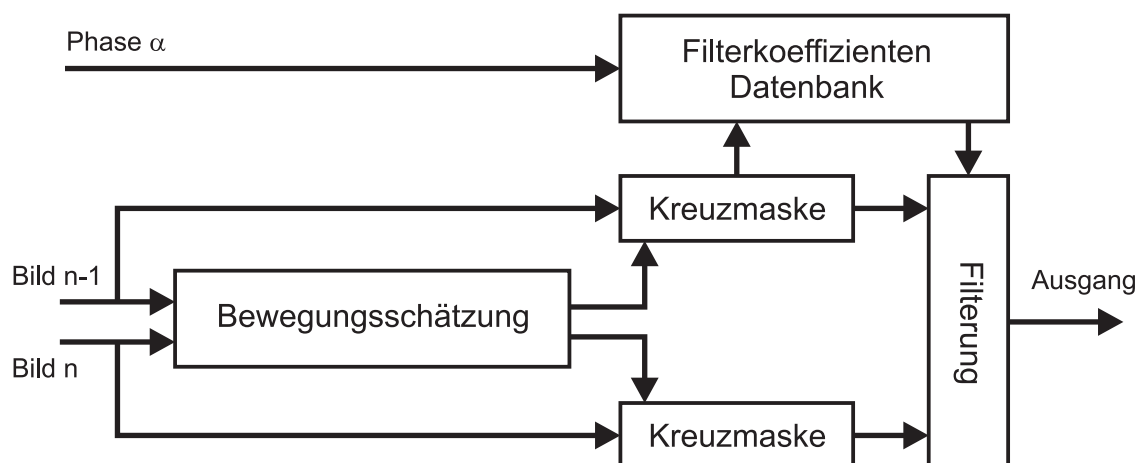 Phase α
Filterkoeffizienten
Datenbank
Kreuzmaske
Bild n-1
Bewegungsschätzung
Bild n
Kreuzmaske
Filterung
Ausgang